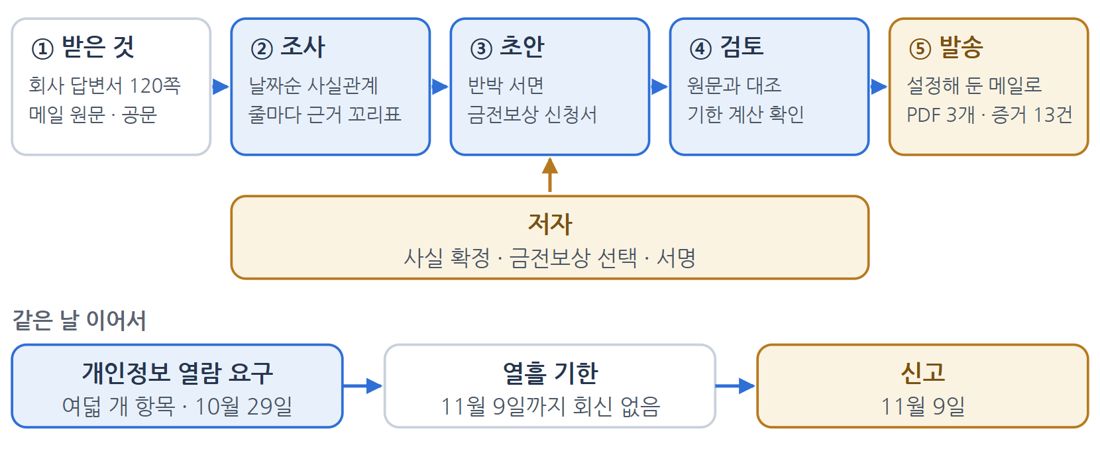 ① 받은 것
회사 답변서 120쪽
메일 원문 · 공문
② 조사
날짜순 사실관계
줄마다 근거 꼬리표
③ 초안
반박 서면
금전보상 신청서
④ 검토
원문과 대조
기한 계산 확인
⑤ 발송
설정해 둔 메일로
PDF 3개 · 증거 13건
저자
사실 확정 · 금전보상 선택 · 서명
같은 날 이어서
개인정보 열람 요구
여덟 개 항목 · 10월 29일
열흘 기한
11월 9일까지 회신 없음
신고
11월 9일